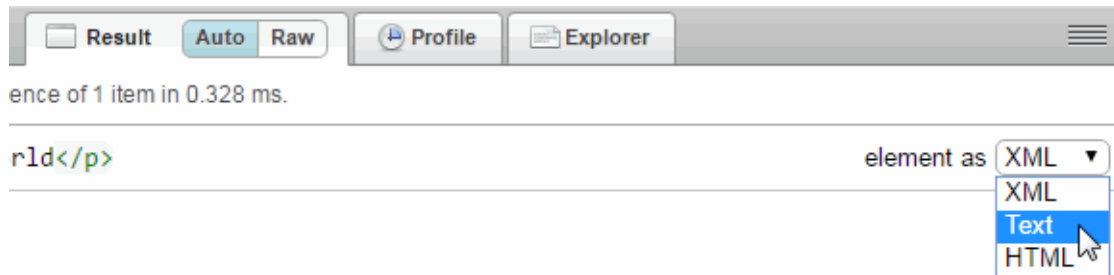 Result Auto Raw Profile Explorer
ence of 1 item in 0.328 ms.
rld</p> element as XML
XML
Text
HTML